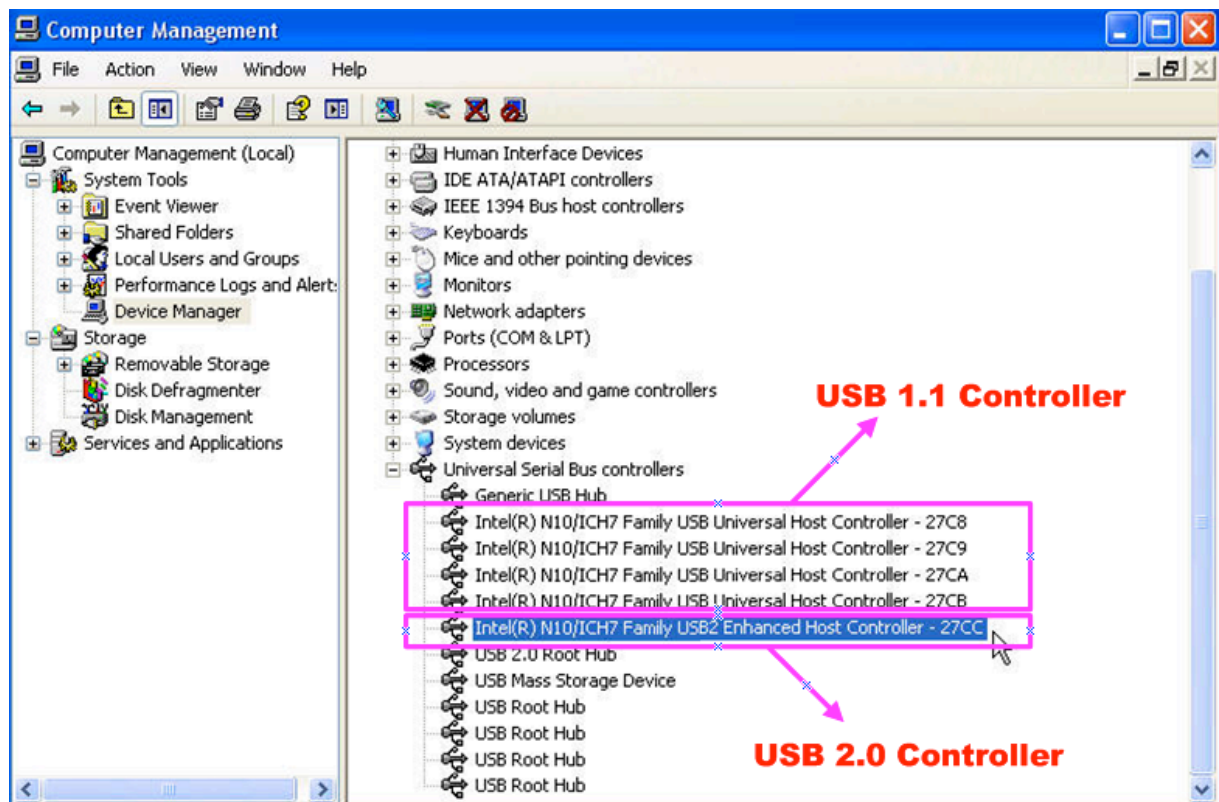 Computer Management
File Action View Window Help
Computer Management (Local)
System Tools
Event Viewer
Shared Folders
Local Users and Groups
Performance Logs and Alert
Device Manager
Storage
Removable Storage
Disk Defragmenter
Disk Management
Services and Applications
Human Interface Devices
IDE ATA/ATAPI controllers
IEEE 1394 Bus host controllers
Keyboards
Mice and other pointing devices
Monitors
Network adapters
Ports (COM & LPT)
Processors
Sound, video and game controllers
Storage volumes
System devices
Universal Serial Bus controllers
Generic USB Hub
Intel(R) N10/ICH7 Family USB Universal Host Controller - 27C8
Intel(R) N10/ICH7 Family USB Universal Host Controller - 27C9
Intel(R) N10/ICH7 Family USB Universal Host Controller - 27CA
Intel(R) N10/ICH7 Family USB Universal Host Controller - 27CB
Intel(R) N10/ICH7 Family USB2 Enhanced Host Controller - 27CC
USB 2.0 Root Hub
USB Mass Storage Device
USB Root Hub
USB Root Hub
USB Root Hub
USB Root Hub
USB 1.1 Controller
USB 2.0 Controller